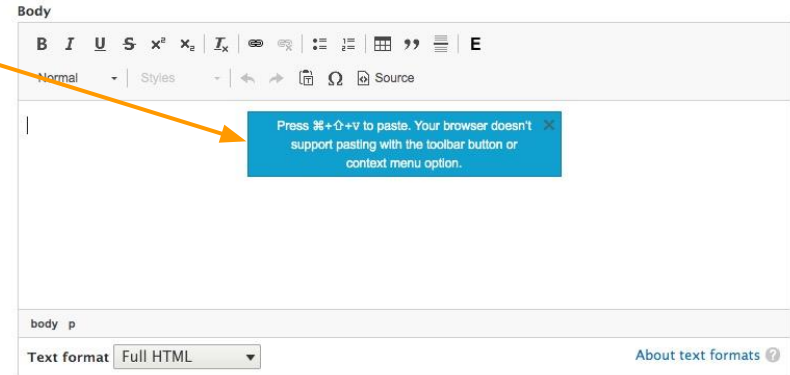 Body
B I U S x² x₂ Tx E
Normal Styles Ω Source
Press ⌘+⇧+V to paste. Your browser doesn't
support pasting with the toolbar button or
context menu option.
body p
Text format Full HTML About text formats ?